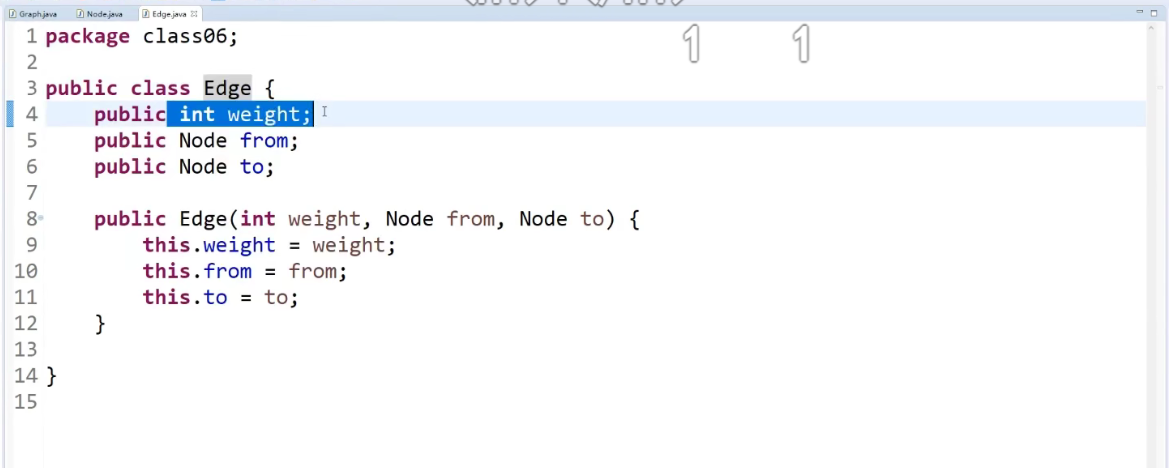 Graph.java Node.java Edge.java
1 1
1 package class06;
2
3 public class Edge {
4     public int weight;
5     public Node from;
6     public Node to;
7
8     public Edge(int weight, Node from, Node to) {
9         this.weight = weight;
10         this.from = from;
11         this.to = to;
12     }
13
14 }
15